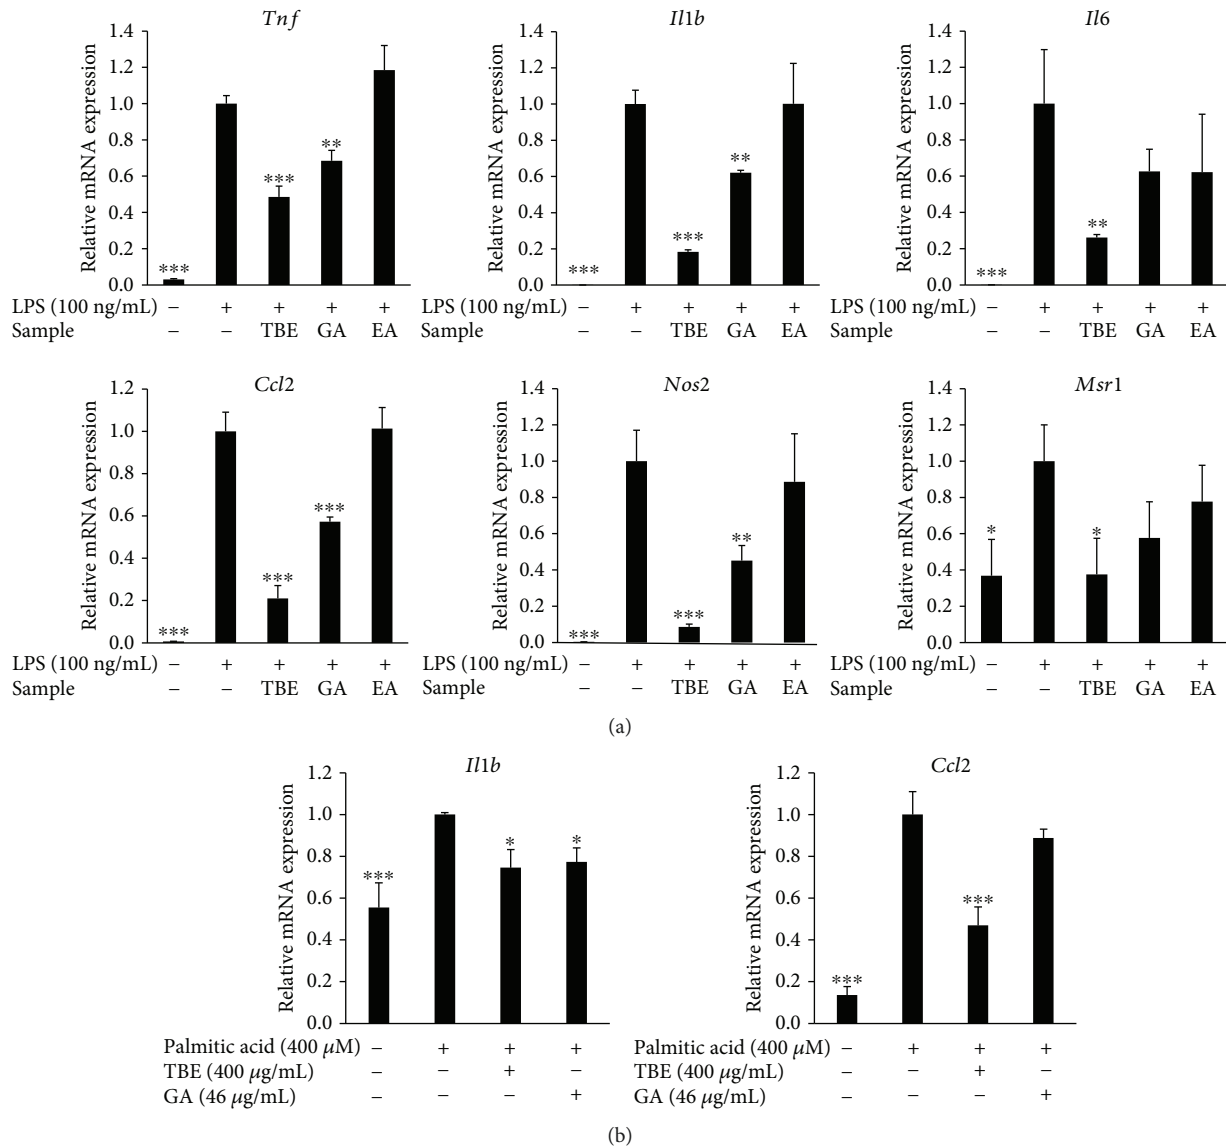 Tnf
Relative mRNA expression
1.4
1.2
1.0
0.8
0.6
0.4
0.2
0.0
***
***
**
LPS (100 ng/mL) – + + + +
Sample – – TBE GA EA
Il1b
Relative mRNA expression
1.4
1.2
1.0
0.8
0.6
0.4
0.2
0.0
***
***
**
LPS (100 ng/mL) – + + + +
Sample – – TBE GA EA
Il6
Relative mRNA expression
1.4
1.2
1.0
0.8
0.6
0.4
0.2
0.0
***
**
LPS (100 ng/mL) – + + + +
Sample – – TBE GA EA
Ccl2
Relative mRNA expression
1.2
1.0
0.8
0.6
0.4
0.2
0.0
***
***
***
LPS (100 ng/mL) – + + + +
Sample – – TBE GA EA
Nos2
Relative mRNA expression
1.4
1.2
1.0
0.8
0.6
0.4
0.2
0.0
***
***
**
LPS (100 ng/mL) – + + + +
Sample – – TBE GA EA
Msr1
Relative mRNA expression
1.4
1.2
1.0
0.8
0.6
0.4
0.2
0.0
*
*
LPS (100 ng/mL) – + + + +
Sample – – TBE GA EA
(a)
Il1b
Relative mRNA expression
1.2
1.0
0.8
0.6
0.4
0.2
0.0
***
*
*
Palmitic acid (400 μM) – + + +
TBE (400 μg/mL) – – + –
GA (46 μg/mL) – – – +
Ccl2
Relative mRNA expression
1.2
1.0
0.8
0.6
0.4
0.2
0.0
***
***
Palmitic acid (400 μM) – + + +
TBE (400 μg/mL) – – + –
GA (46 μg/mL) – – – +
(b)